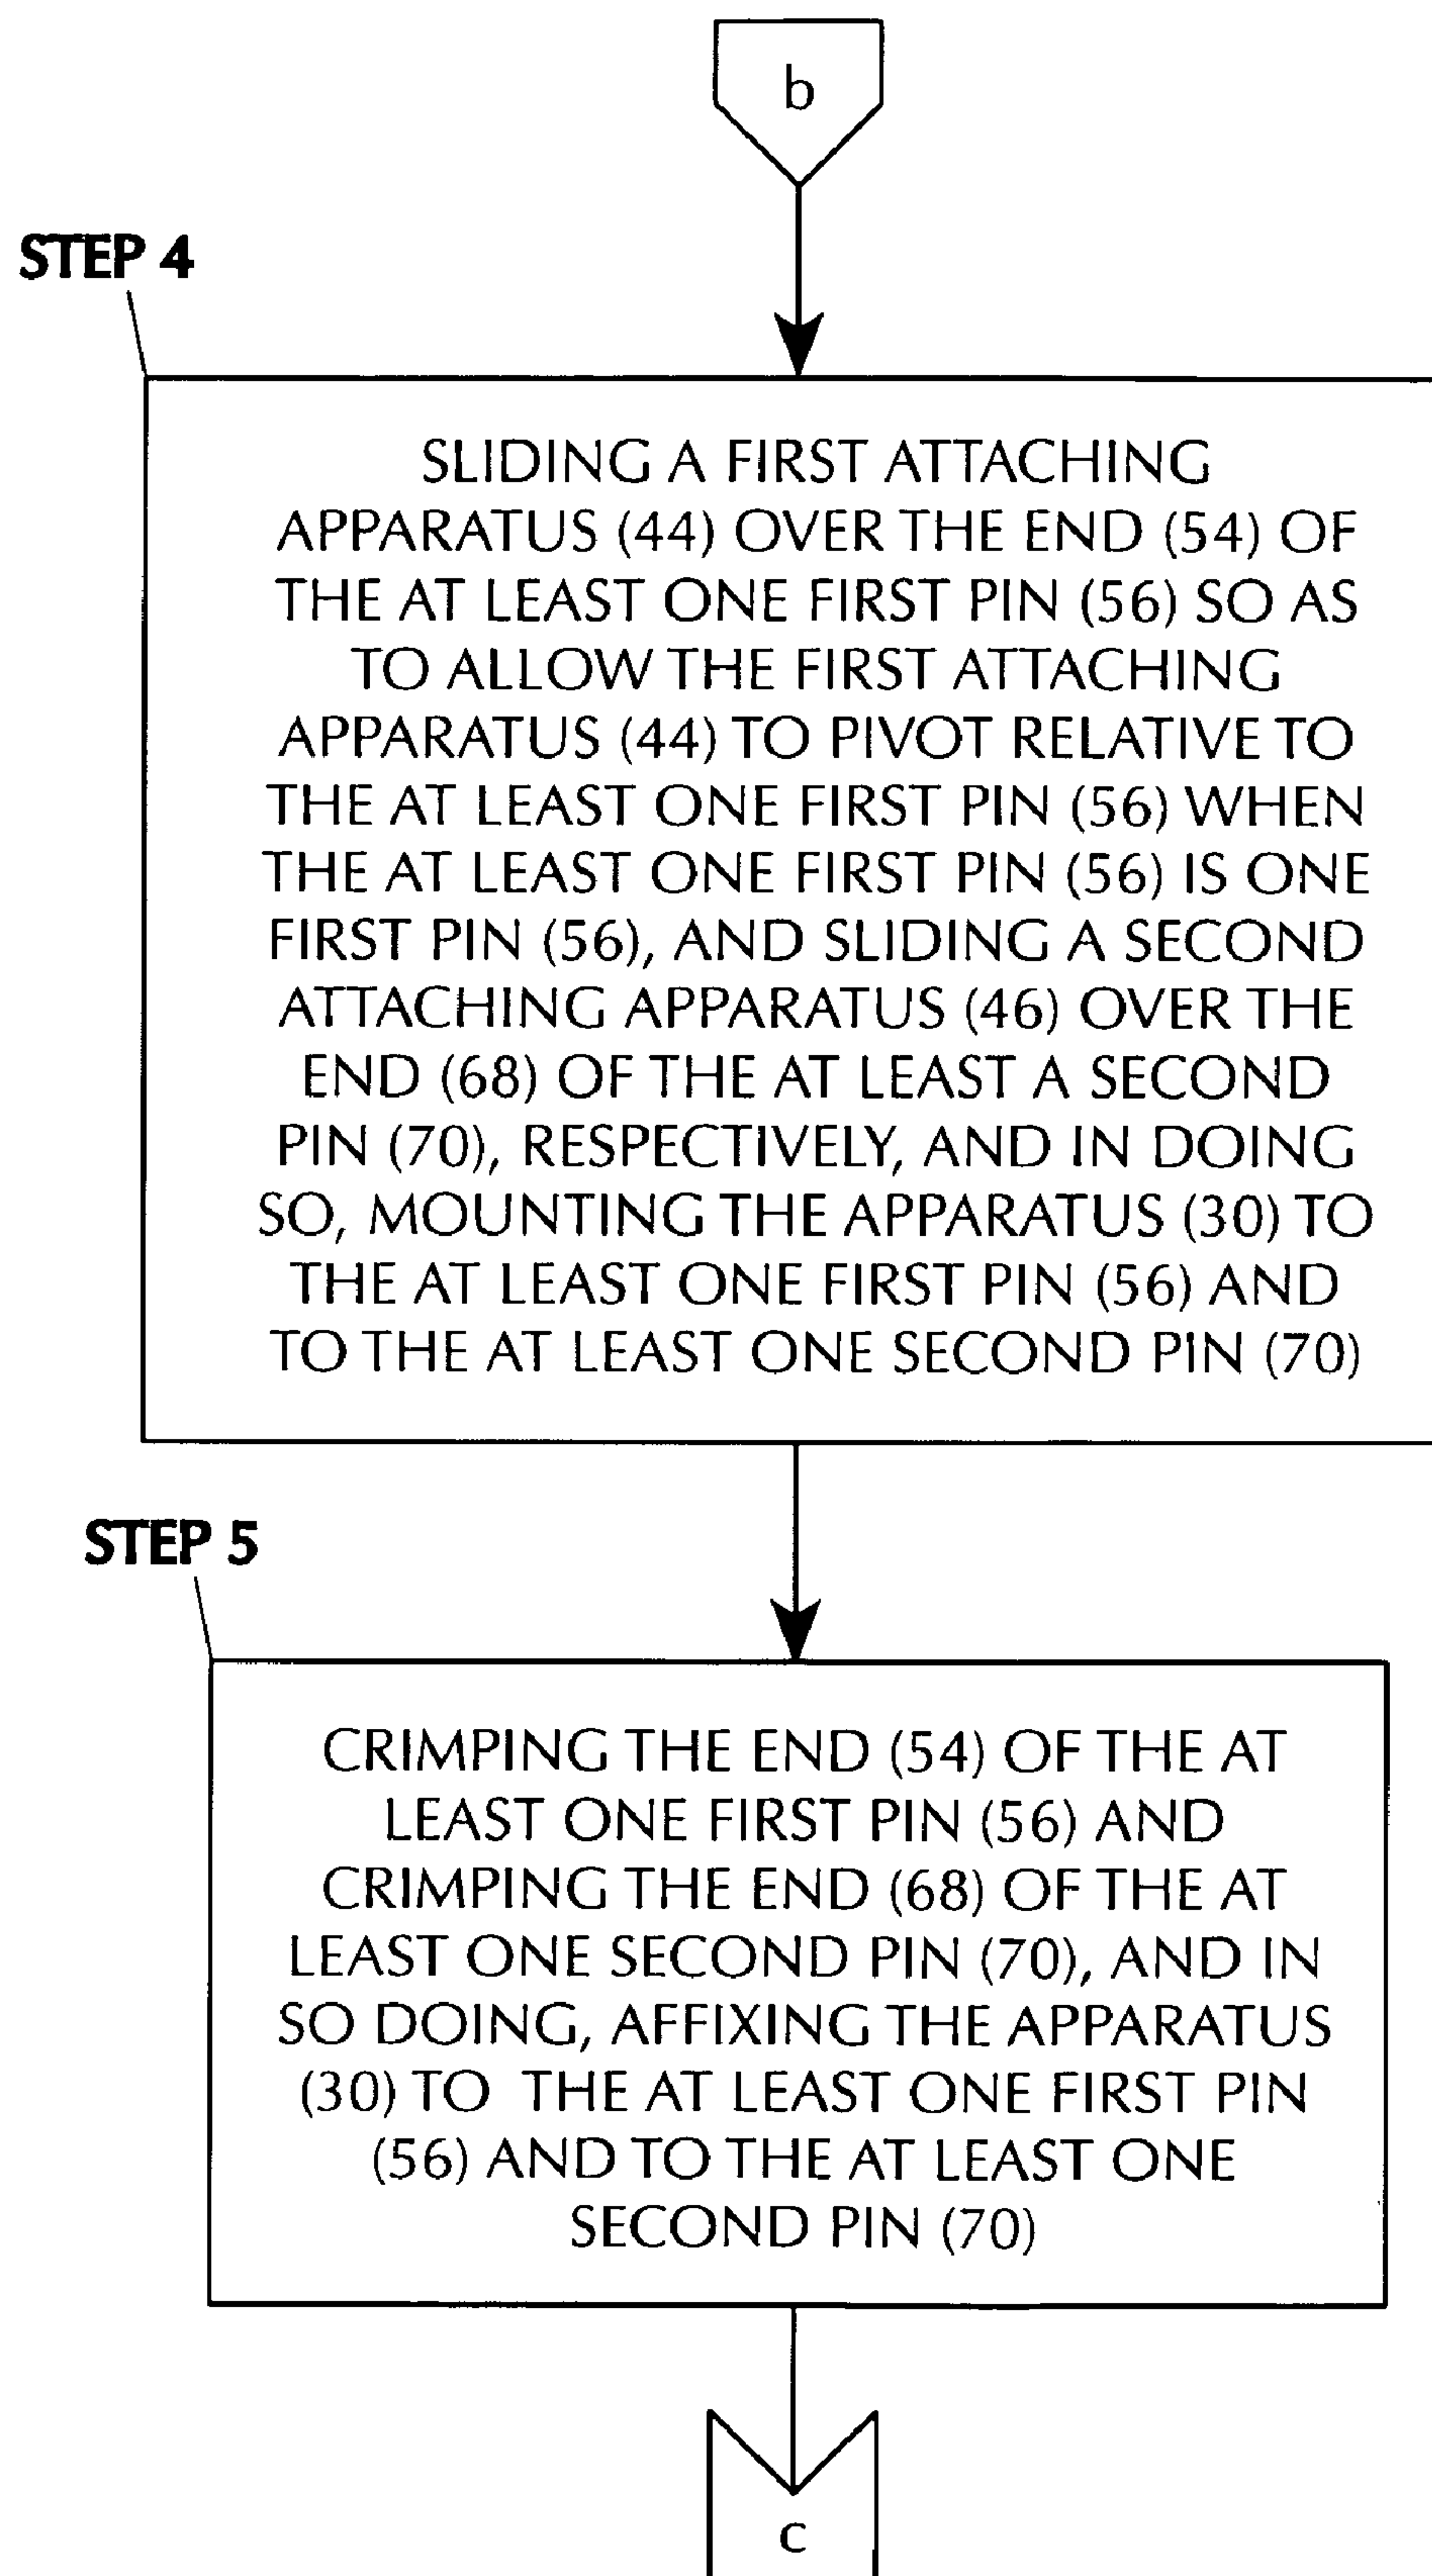 b
STEP 4
SLIDING A FIRST ATTACHING
APPARATUS (44) OVER THE END (54) OF
THE AT LEAST ONE FIRST PIN (56) SO AS
TO ALLOW THE FIRST ATTACHING
APPARATUS (44) TO PIVOT RELATIVE TO
THE AT LEAST ONE FIRST PIN (56) WHEN
THE AT LEAST ONE FIRST PIN (56) IS ONE
FIRST PIN (56), AND SLIDING A SECOND
ATTACHING APPARATUS (46) OVER THE
END (68) OF THE AT LEAST A SECOND
PIN (70), RESPECTIVELY, AND IN DOING
SO, MOUNTING THE APPARATUS (30) TO
THE AT LEAST ONE FIRST PIN (56) AND
TO THE AT LEAST ONE SECOND PIN (70)
STEP 5
CRIMPING THE END (54) OF THE AT
LEAST ONE FIRST PIN (56) AND
CRIMPING THE END (68) OF THE AT
LEAST ONE SECOND PIN (70), AND IN
SO DOING, AFFIXING THE APPARATUS
(30) TO THE AT LEAST ONE FIRST PIN
(56) AND TO THE AT LEAST ONE
SECOND PIN (70)
c